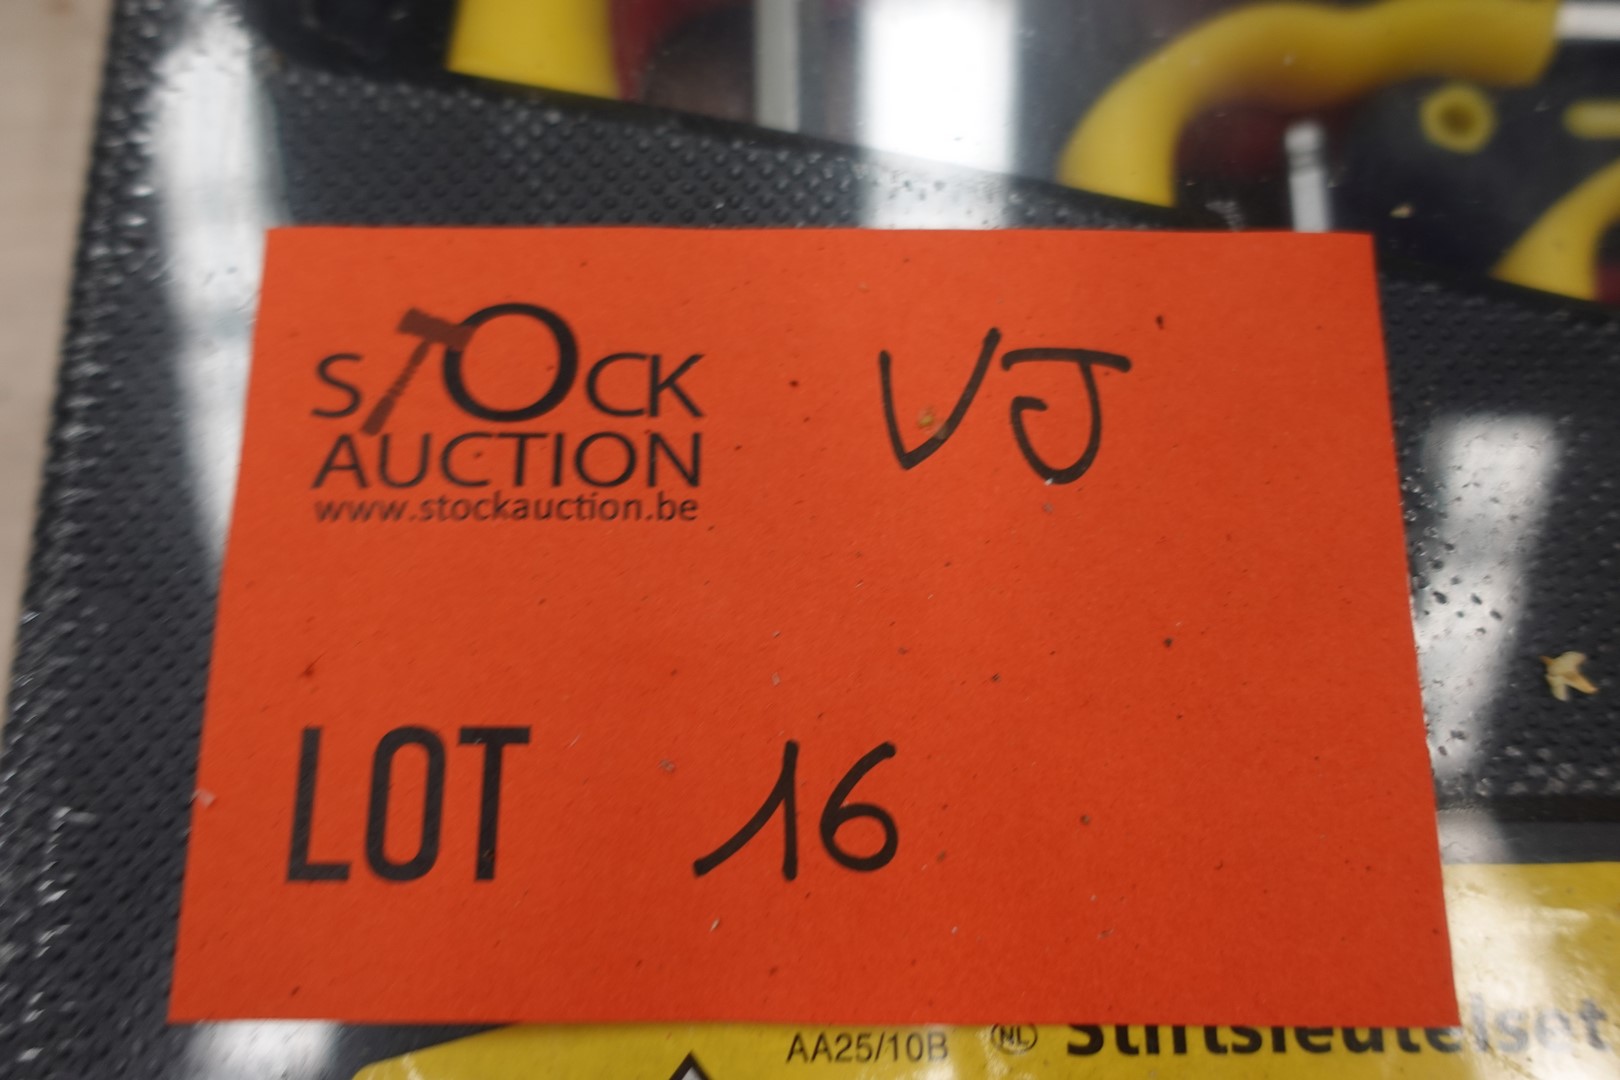 STOCK
AUCTION
www.stockauction.be
VJ
LOT 16
AA25/10B NL Stiftsleutelset